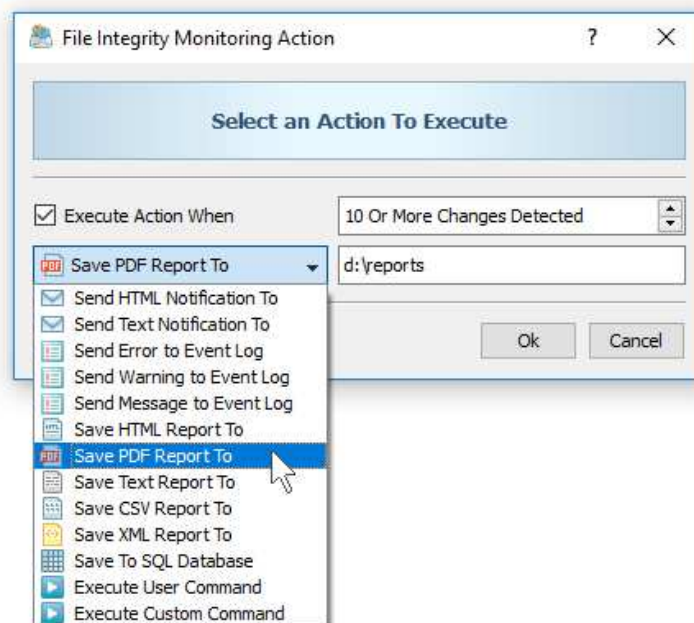 File Integrity Monitoring Action ?
Select an Action To Execute
Execute Action When 10 Or More Changes Detected
PDF Save PDF Report To d:\reports
Send HTML Notification To
Send Text Notification To
Send Error to Event Log
Send Warning to Event Log
Send Message to Event Log
Save HTML Report To
PDF Save PDF Report To
Save Text Report To
Save CSV Report To
Save XML Report To
Save To SQL Database
Execute User Command
Execute Custom Command
Ok Cancel